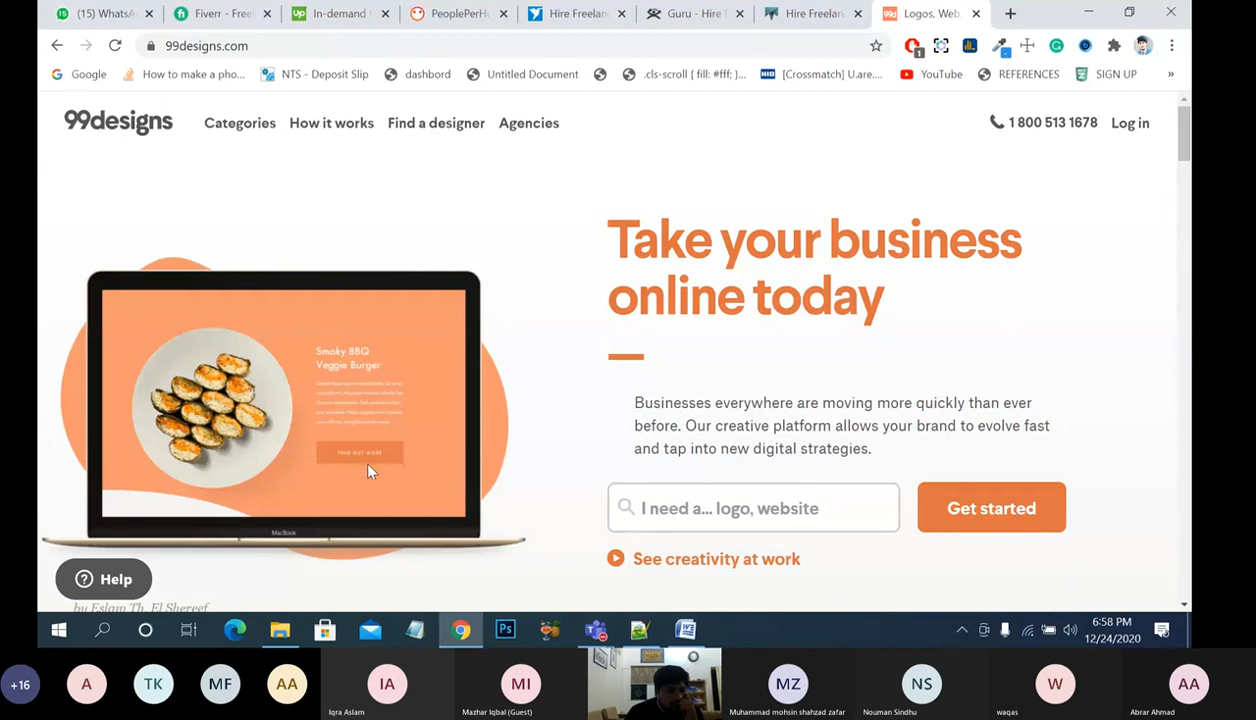 (15) WhatsA
Fiverr - Free
In-demand t
PeoplePerH
Hire Freelan
Guru - Hire f
Hire Freelan
Logos, Web
99designs.com
1
Google
How to make a pho...
NTS - Deposit Slip
dashbord
Untitled Document
.cls-scroll { fill: #fff; }...
[Crossmatch] U.are....
YouTube
REFERENCES
SIGN UP
»
99designs
Categories
How it works
Find a designer
Agencies
1 800 513 1678
Log in
Take your business
online today
Smoky BBQ
Veggie Burger
FIND OUT MORE
MacBook
Businesses everywhere are moving more quickly than ever
before. Our creative platform allows your brand to evolve fast
and tap into new digital strategies.
I need a... logo, website
Get started
See creativity at work
Help
by Eslam Th. El Shereef
6:58 PM
12/24/2020
+16
A
TK
MF
AA
IA
Iqra Aslam
MI
Mazhar Iqbal (Guest)
MZ
Muhammad mohsin shahzad zafar
NS
Nouman Sindhu
W
waqas
AA
Abrar Ahmad